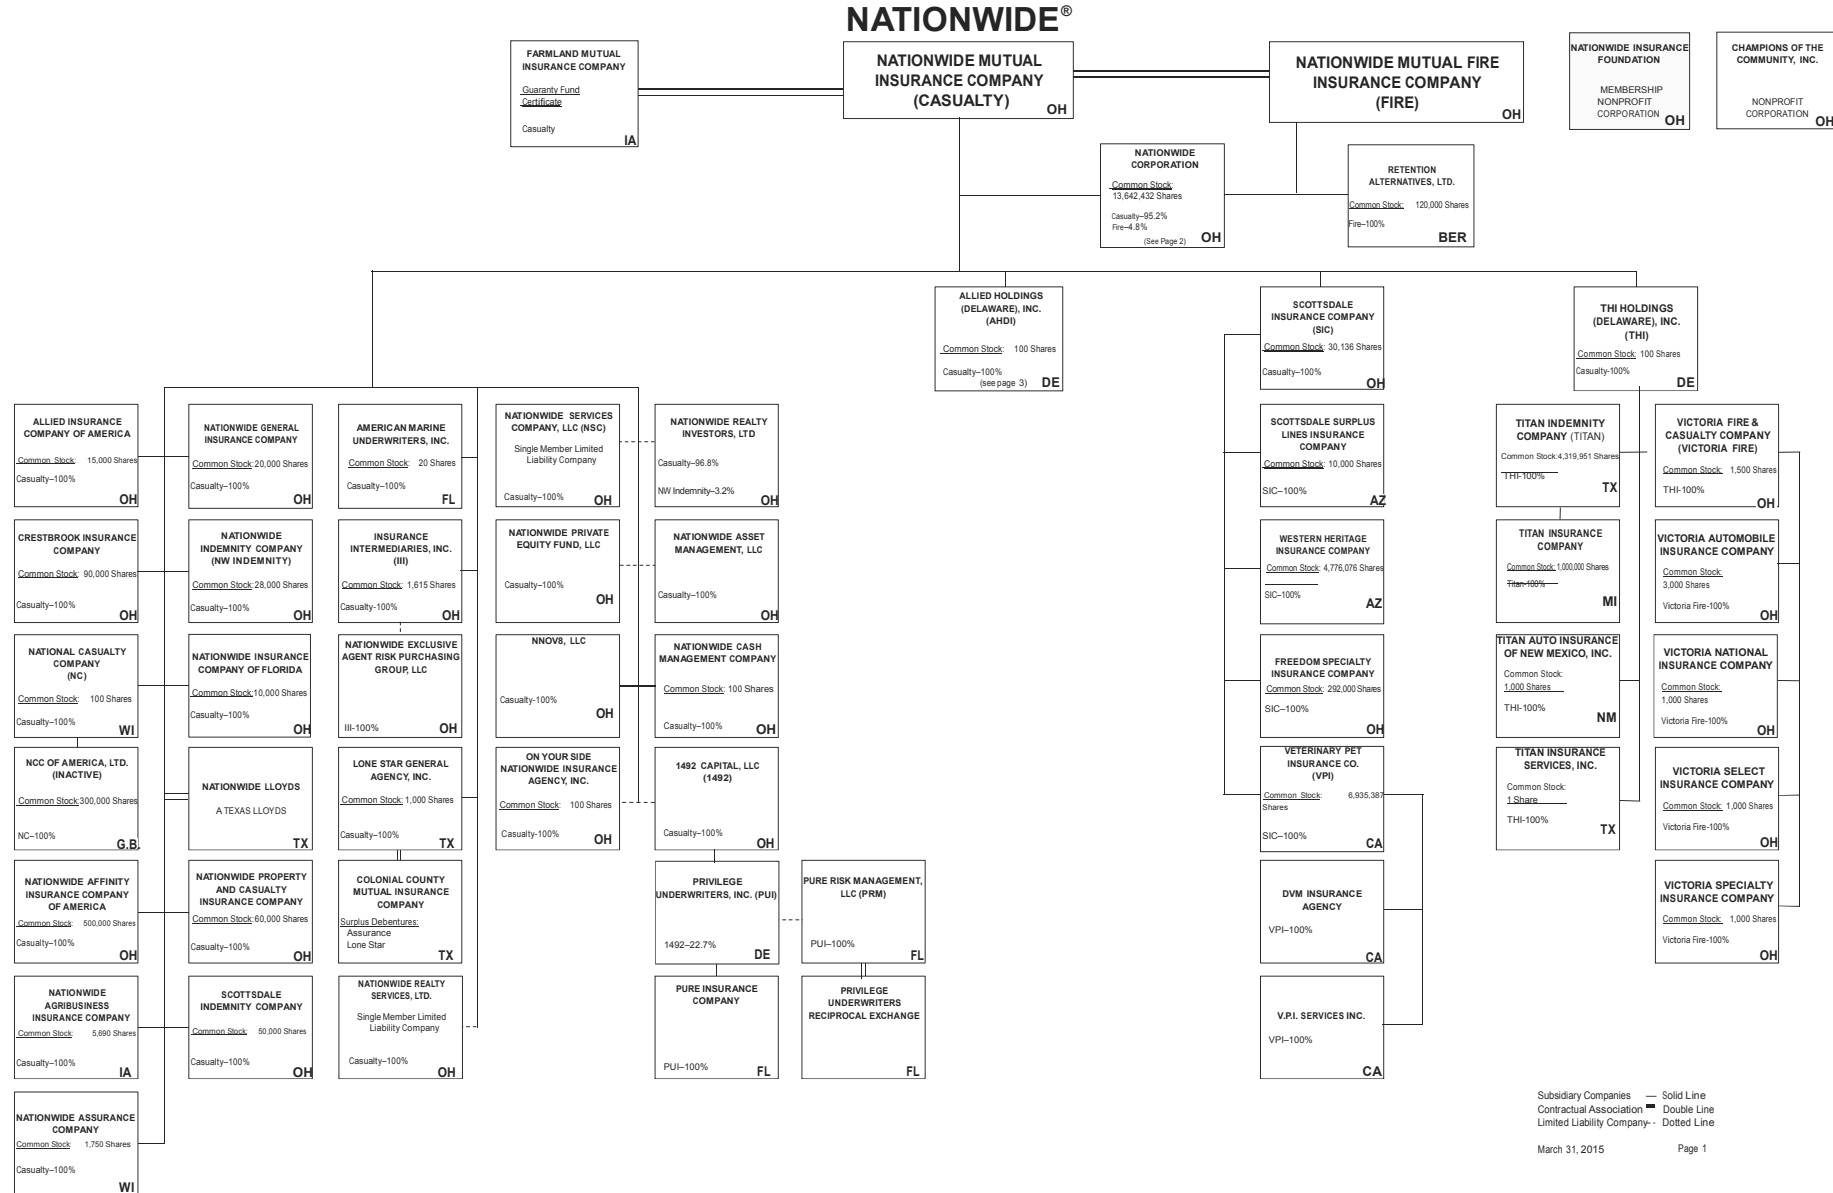 NATIONWIDE®
FARMLAND MUTUAL
INSURANCE COMPANY
Guaranty Fund
Certificate
Casualty
IA
NATIONWIDE MUTUAL
INSURANCE COMPANY
(CASUALTY)
OH
NATIONWIDE MUTUAL FIRE
INSURANCE COMPANY
(FIRE)
OH
NATIONWIDE INSURANCE
FOUNDATION
MEMBERSHIP
NONPROFIT
CORPORATION
OH
CHAMPIONS OF THE
COMMUNITY, INC.
NONPROFIT
CORPORATION
OH
NATIONWIDE
CORPORATION
Common Stock:
13,642,432 Shares
Casualty–95.2%
Fire–4.8%
(See Page 2)
OH
RETENTION
ALTERNATIVES, LTD.
Common Stock: 120,000 Shares
Fire–100%
BER
ALLIED HOLDINGS
(DELAWARE), INC.
(AHDI)
Common Stock: 100 Shares
Casualty–100%
(see page 3)
DE
SCOTTSDALE
INSURANCE COMPANY
(SIC)
Common Stock: 30,136 Shares
Casualty–100%
OH
THI HOLDINGS
(DELAWARE), INC.
(THI)
Common Stock: 100 Shares
Casualty-100%
DE
ALLIED INSURANCE
COMPANY OF AMERICA
Common Stock: 15,000 Shares
Casualty–100%
OH
NATIONWIDE GENERAL
INSURANCE COMPANY
Common Stock: 20,000 Shares
Casualty–100%
OH
AMERICAN MARINE
UNDERWRITERS, INC.
Common Stock: 20 Shares
Casualty–100%
FL
NATIONWIDE SERVICES
COMPANY, LLC (NSC)
Single Member Limited
Liability Company
Casualty–100%
OH
NATIONWIDE REALTY
INVESTORS, LTD
Casualty–96.8%
NW Indemnity–3.2%
OH
SCOTTSDALE SURPLUS
LINES INSURANCE
COMPANY
Common Stock: 10,000 Shares
SIC–100%
AZ
TITAN INDEMNITY
COMPANY (TITAN)
Common Stock: 4,319,951 Shares
THI-100%
TX
VICTORIA FIRE &
CASUALTY COMPANY
(VICTORIA FIRE)
Common Stock: 1,500 Shares
THI-100%
OH
CRESTBROOK INSURANCE
COMPANY
Common Stock: 90,000 Shares
Casualty–100%
OH
NATIONWIDE
INDEMNITY COMPANY
(NW INDEMNITY)
Common Stock: 28,000 Shares
Casualty–100%
OH
INSURANCE
INTERMEDIARIES, INC.
(III)
Common Stock: 1,615 Shares
Casualty-100%
OH
NATIONWIDE PRIVATE
EQUITY FUND, LLC
Casualty–100%
OH
NATIONWIDE ASSET
MANAGEMENT, LLC
Casualty–100%
OH
WESTERN HERITAGE
INSURANCE COMPANY
Common Stock: 4,776,076 Shares
SIC–100%
AZ
TITAN INSURANCE
COMPANY
Common Stock: 1,000,000 Shares
Titan-100%
MI
VICTORIA AUTOMOBILE
INSURANCE COMPANY
Common Stock:
3,000 Shares
Victoria Fire-100%
OH
NATIONAL CASUALTY
COMPANY
(NC)
Common Stock: 100 Shares
Casualty–100%
WI
NATIONWIDE INSURANCE
COMPANY OF FLORIDA
Common Stock: 10,000 Shares
Casualty–100%
OH
NATIONWIDE EXCLUSIVE
AGENT RISK PURCHASING
GROUP, LLC
III-100%
OH
NNOV8, LLC
Casualty-100%
OH
NATIONWIDE CASH
MANAGEMENT COMPANY
Common Stock: 100 Shares
Casualty–100%
OH
FREEDOM SPECIALTY
INSURANCE COMPANY
Common Stock: 292,000 Shares
SIC–100%
OH
TITAN AUTO INSURANCE
OF NEW MEXICO, INC.
Common Stock:
1,000 Shares
THI-100%
NM
VICTORIA NATIONAL
INSURANCE COMPANY
Common Stock:
1,000 Shares
Victoria Fire-100%
OH
NCC OF AMERICA, LTD.
(INACTIVE)
Common Stock: 300,000 Shares
NC–100%
G.B.
NATIONWIDE LLOYDS
A TEXAS LLOYDS
TX
LONE STAR GENERAL
AGENCY, INC.
Common Stock: 1,000 Shares
Casualty–100%
TX
ON YOUR SIDE
NATIONWIDE INSURANCE
AGENCY, INC.
Common Stock: 100 Shares
Casualty-100%
OH
1492 CAPITAL, LLC
(1492)
Casualty–100%
OH
VETERINARY PET
INSURANCE CO.
(VPI)
Common Stock: 6,935,387
Shares
SIC–100%
CA
TITAN INSURANCE
SERVICES, INC.
Common Stock:
1 Share
THI-100%
TX
VICTORIA SELECT
INSURANCE COMPANY
Common Stock: 1,000 Shares
Victoria Fire-100%
OH
NATIONWIDE AFFINITY
INSURANCE COMPANY
OF AMERICA
Common Stock: 500,000 Shares
Casualty–100%
OH
NATIONWIDE PROPERTY
AND CASUALTY
INSURANCE COMPANY
Common Stock: 60,000 Shares
Casualty–100%
OH
COLONIAL COUNTY
MUTUAL INSURANCE
COMPANY
Surplus Debentures:
Assurance
Lone Star
TX
PRIVILEGE
UNDERWRITERS, INC. (PUI)
1492–22.7%
DE
PURE RISK MANAGEMENT,
LLC (PRM)
PUI–100%
FL
DVM INSURANCE
AGENCY
VPI–100%
CA
VICTORIA SPECIALTY
INSURANCE COMPANY
Common Stock: 1,000 Shares
Victoria Fire-100%
OH
NATIONWIDE
AGRIBUSINESS
INSURANCE COMPANY
Common Stock: 5,690 Shares
Casualty–100%
IA
SCOTTSDALE
INDEMNITY COMPANY
Common Stock: 50,000 Shares
Casualty–100%
OH
NATIONWIDE REALTY
SERVICES, LTD.
Single Member Limited
Liability Company
Casualty–100%
OH
PURE INSURANCE
COMPANY
PUI–100%
FL
PRIVILEGE
UNDERWRITERS
RECIPROCAL EXCHANGE
FL
V.P.I. SERVICES INC.
VPI–100%
CA
NATIONWIDE ASSURANCE
COMPANY
Common Stock: 1,750 Shares
Casualty–100%
WI
Subsidiary Companies — Solid Line
Contractual Association Double Line
Limited Liability Company- - Dotted Line
March 31, 2015 Page 1